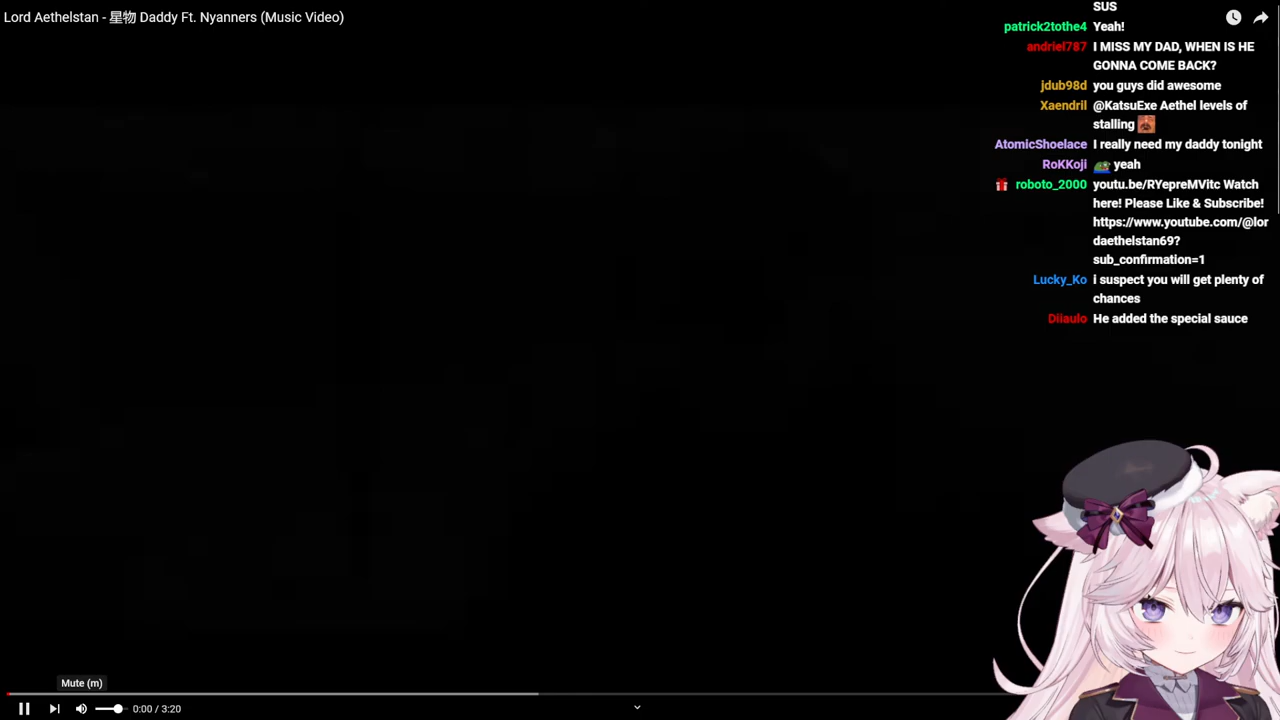 Lord Aethelstan - 星物 Daddy Ft. Nyanners (Music Video)
SUS
patrick2tothe4 Yeah!
andriel787 I MISS MY DAD, WHEN IS HE
GONNA COME BACK?
jdub98d you guys did awesome
Xaendril @KatsuExe Aethel levels of
stalling
AtomicShoelace I really need my daddy tonight
RoKKoji yeah
roboto_2000 youtu.be/RYepreMVitc Watch
here! Please Like & Subscribe!
https://www.youtube.com/@lor
daethelstan69?
sub_confirmation=1
Lucky_Ko i suspect you will get plenty of
chances
Diiaulo He added the special sauce
Mute (m)
0:00 / 3:20